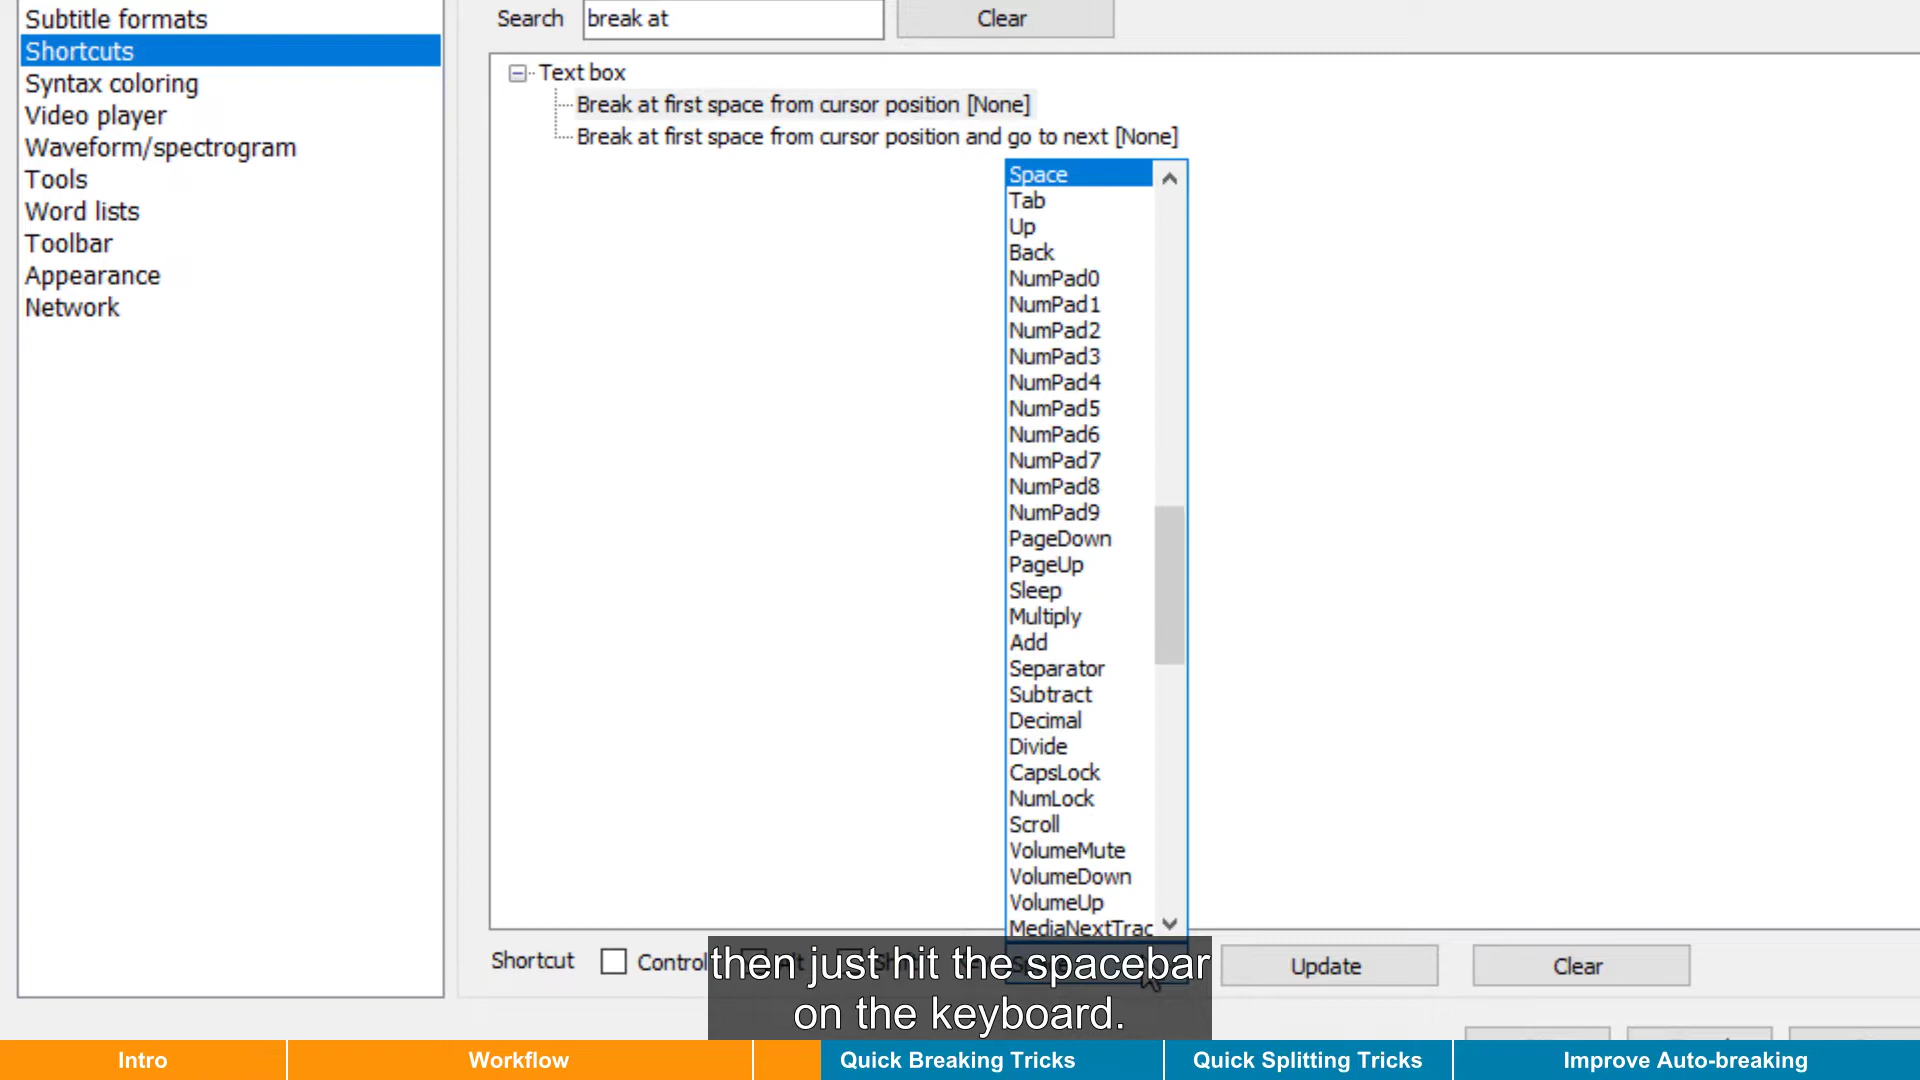 Subtitle formats
Shortcuts
Syntax coloring
Video player
Waveform/spectrogram
Tools
Word lists
Toolbar
Appearance
Network
Search break at Clear
Text box
Break at first space from cursor position [None]
Break at first space from cursor position and go to next [None]
Space
Tab
Up
Back
NumPad0
NumPad1
NumPad2
NumPad3
NumPad4
NumPad5
NumPad6
NumPad7
NumPad8
NumPad9
PageDown
PageUp
Sleep
Multiply
Add
Separator
Subtract
Decimal
Divide
CapsLock
NumLock
Scroll
VolumeMute
VolumeDown
VolumeUp
MediaNextTrac
Shortcut Control Update Clear
then just hit the spacebar
on the keyboard.
Intro Workflow Quick Breaking Tricks Quick Splitting Tricks Improve Auto-breaking